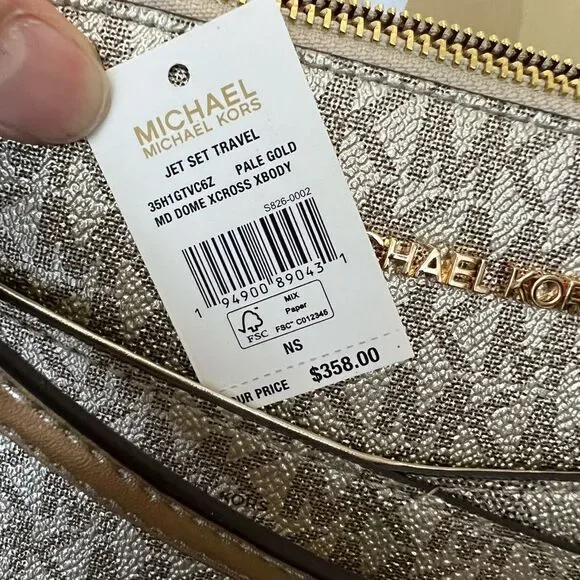 MICHAEL
MICHAEL KORS
JET SET TRAVEL
35H1GTVC6Z PALE GOLD
MD DOME XCROSS XBODY
S826-0002
1 94900 89043 1
FSC
MIX
Paper
FSC® C012345
NS
UR PRICE $358.00
CHAEL KOR
KORS